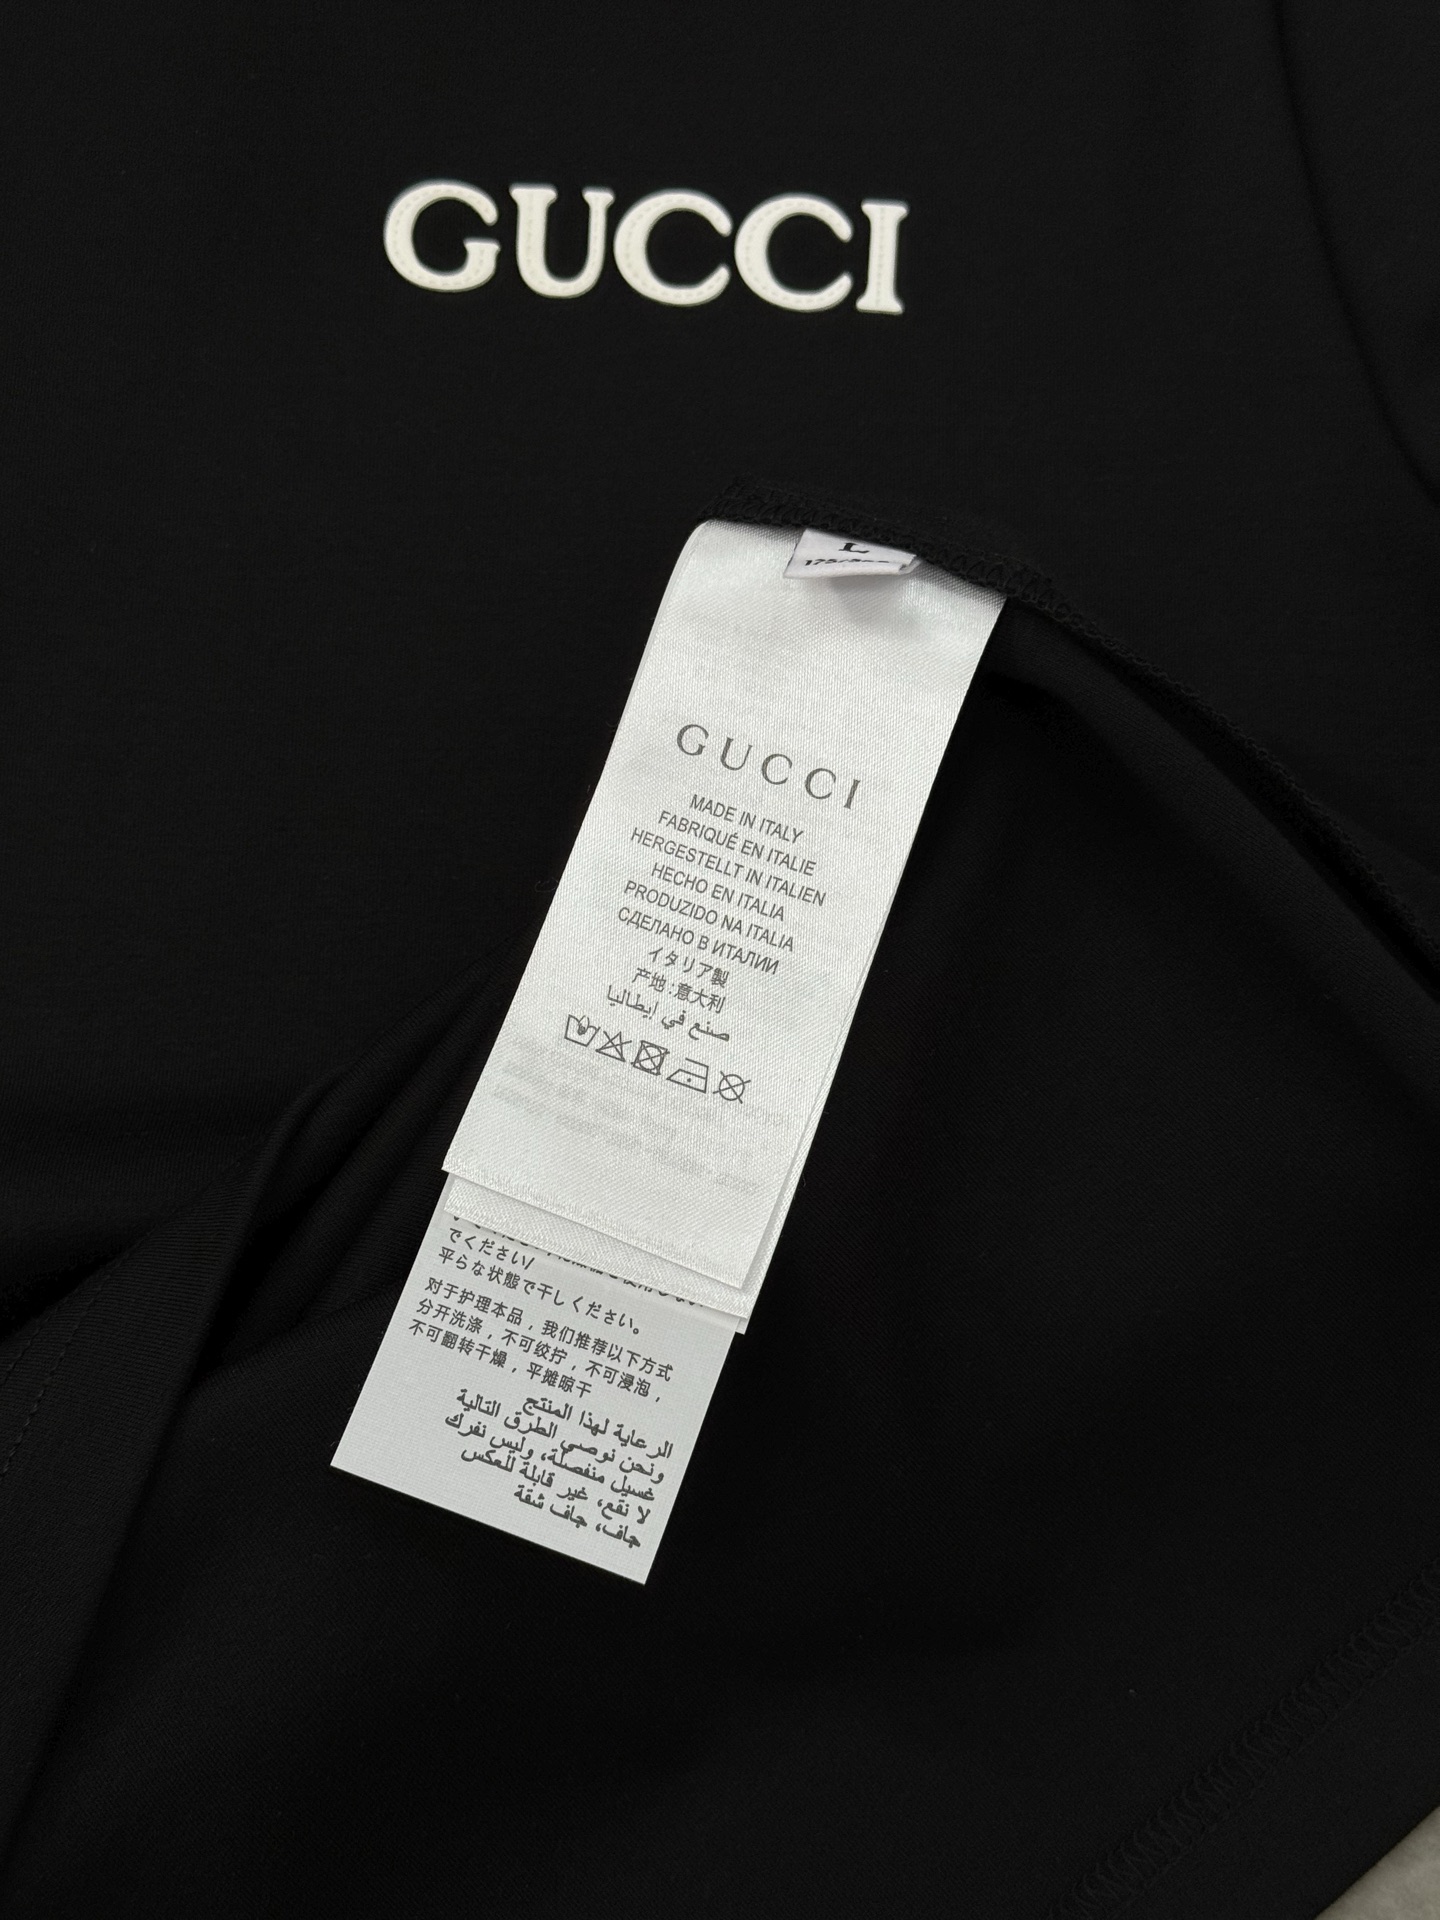 GUCCI
L
GUCCI
MADE IN ITALY
FABRIQUÉ EN ITALIE
HERGESTELLT IN ITALIEN
HECHO EN ITALIA
PRODUZIDO NA ITALIA
СДЕЛАНО В ИТАЛИИ
イタリア製
产地:意大利
صنع في إيطاليا
でください/
平らな状態で干しください。
对于护理本品，我们推荐以下方式
分开洗涤，不可绞拧，不可浸泡，
不可翻转干燥，平摊晾干
الرعاية لهذا المنتج
ونحن نوصي الطرق التالية
غسيل منفصلة، وليس نفرك
لا نقع، غير قابلة للعكس
جاف، جاف شقة